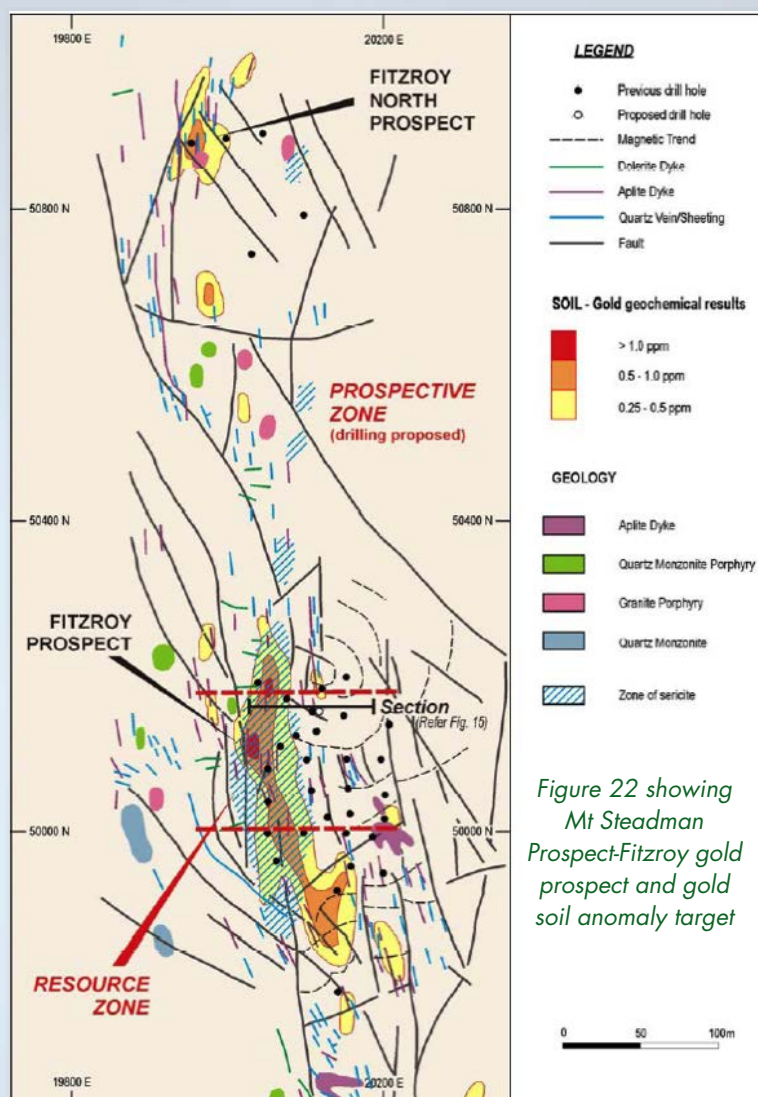 19800 E
20200 E
FITZROY
NORTH
PROSPECT
50800 N
50800 N
PROSPECTIVE
ZONE
(drilling proposed)
50400 N
50400 N
FITZROY
PROSPECT
Section
(Refer Fig. 15)
50000 N
50000 N
RESOURCE
ZONE
19800 E
20200 E
LEGEND
Previous drill hole
Proposed drill hole
Magnetic Trend
Dolerite Dyke
Aplite Dyke
Quartz Vein/Sheeting
Fault
SOIL - Gold geochemical results
> 1.0 ppm
0.5 - 1.0 ppm
0.25 - 0.5 ppm
GEOLOGY
Aplite Dyke
Quartz Monzonite Porphyry
Granite Porphyry
Quartz Monzonite
Zone of sericite
Figure 22 showing
Mt Steadman
Prospect-Fitzroy gold
prospect and gold
soil anomaly target
0 50 100m